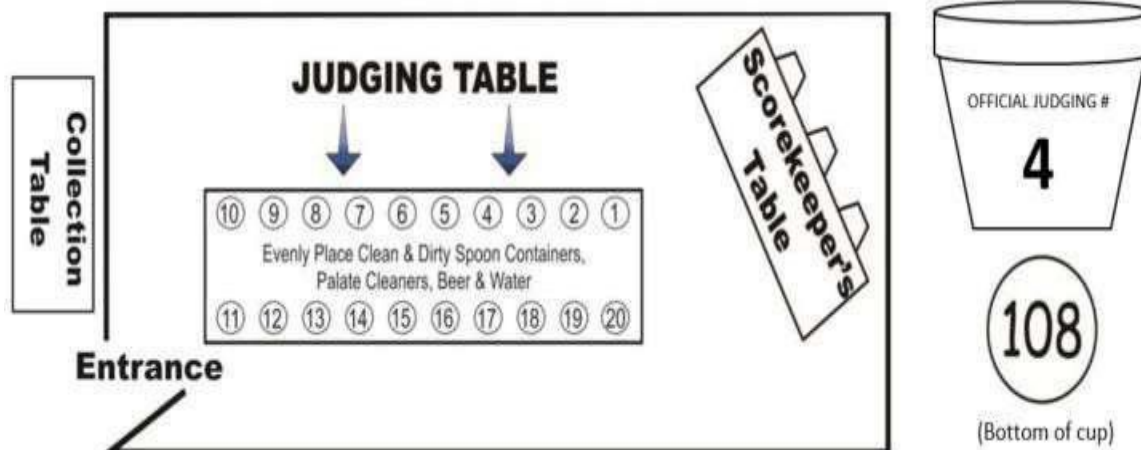 JUDGING TABLE
Collection
Table
Scorekeeper's
Table
10 9 8 7 6 5 4 3 2 1
Evenly Place Clean & Dirty Spoon Containers,
Palate Cleaners, Beer & Water
11 12 13 14 15 16 17 18 19 20
Entrance
OFFICIAL JUDGING #
4
108
(Bottom of cup)